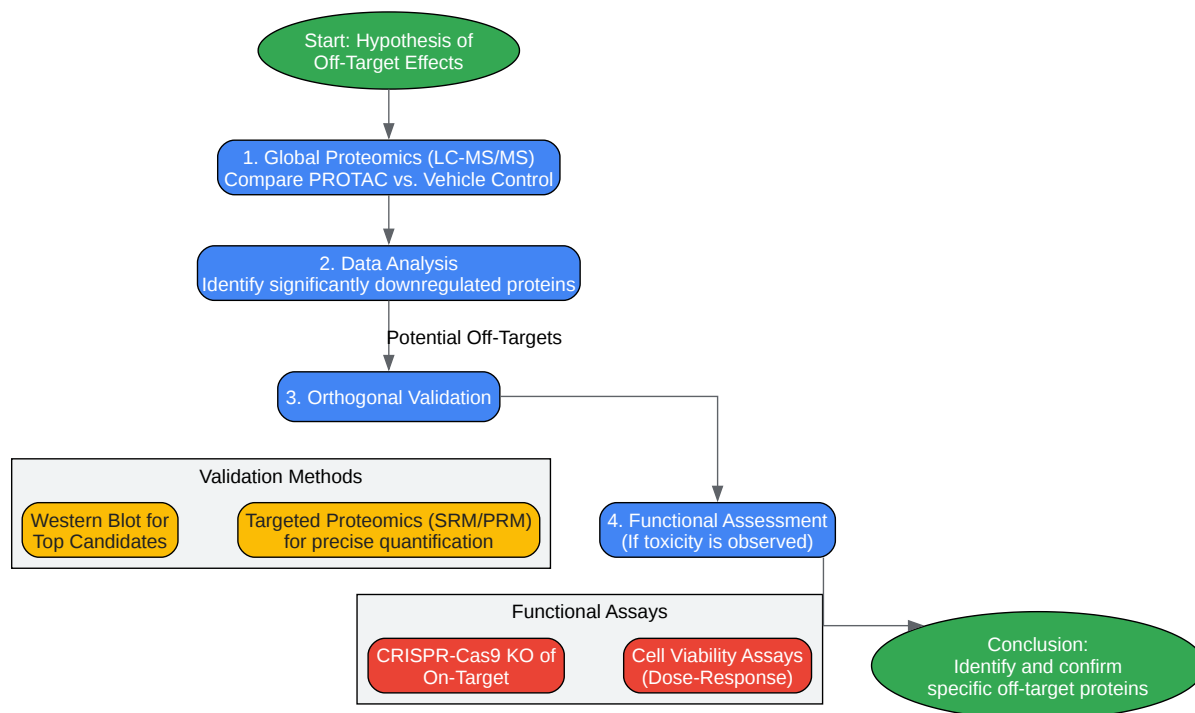 Start: Hypothesis of
Off-Target Effects
1. Global Proteomics (LC-MS/MS)
Compare PROTAC vs. Vehicle Control
2. Data Analysis
Identify significantly downregulated proteins
Potential Off-Targets
3. Orthogonal Validation
Validation Methods
Western Blot for
Top Candidates
Targeted Proteomics (SRM/PRM)
for precise quantification
4. Functional Assessment
(If toxicity is observed)
Functional Assays
CRISPR-Cas9 KO of
On-Target
Cell Viability Assays
(Dose-Response)
Conclusion:
Identify and confirm
specific off-target proteins